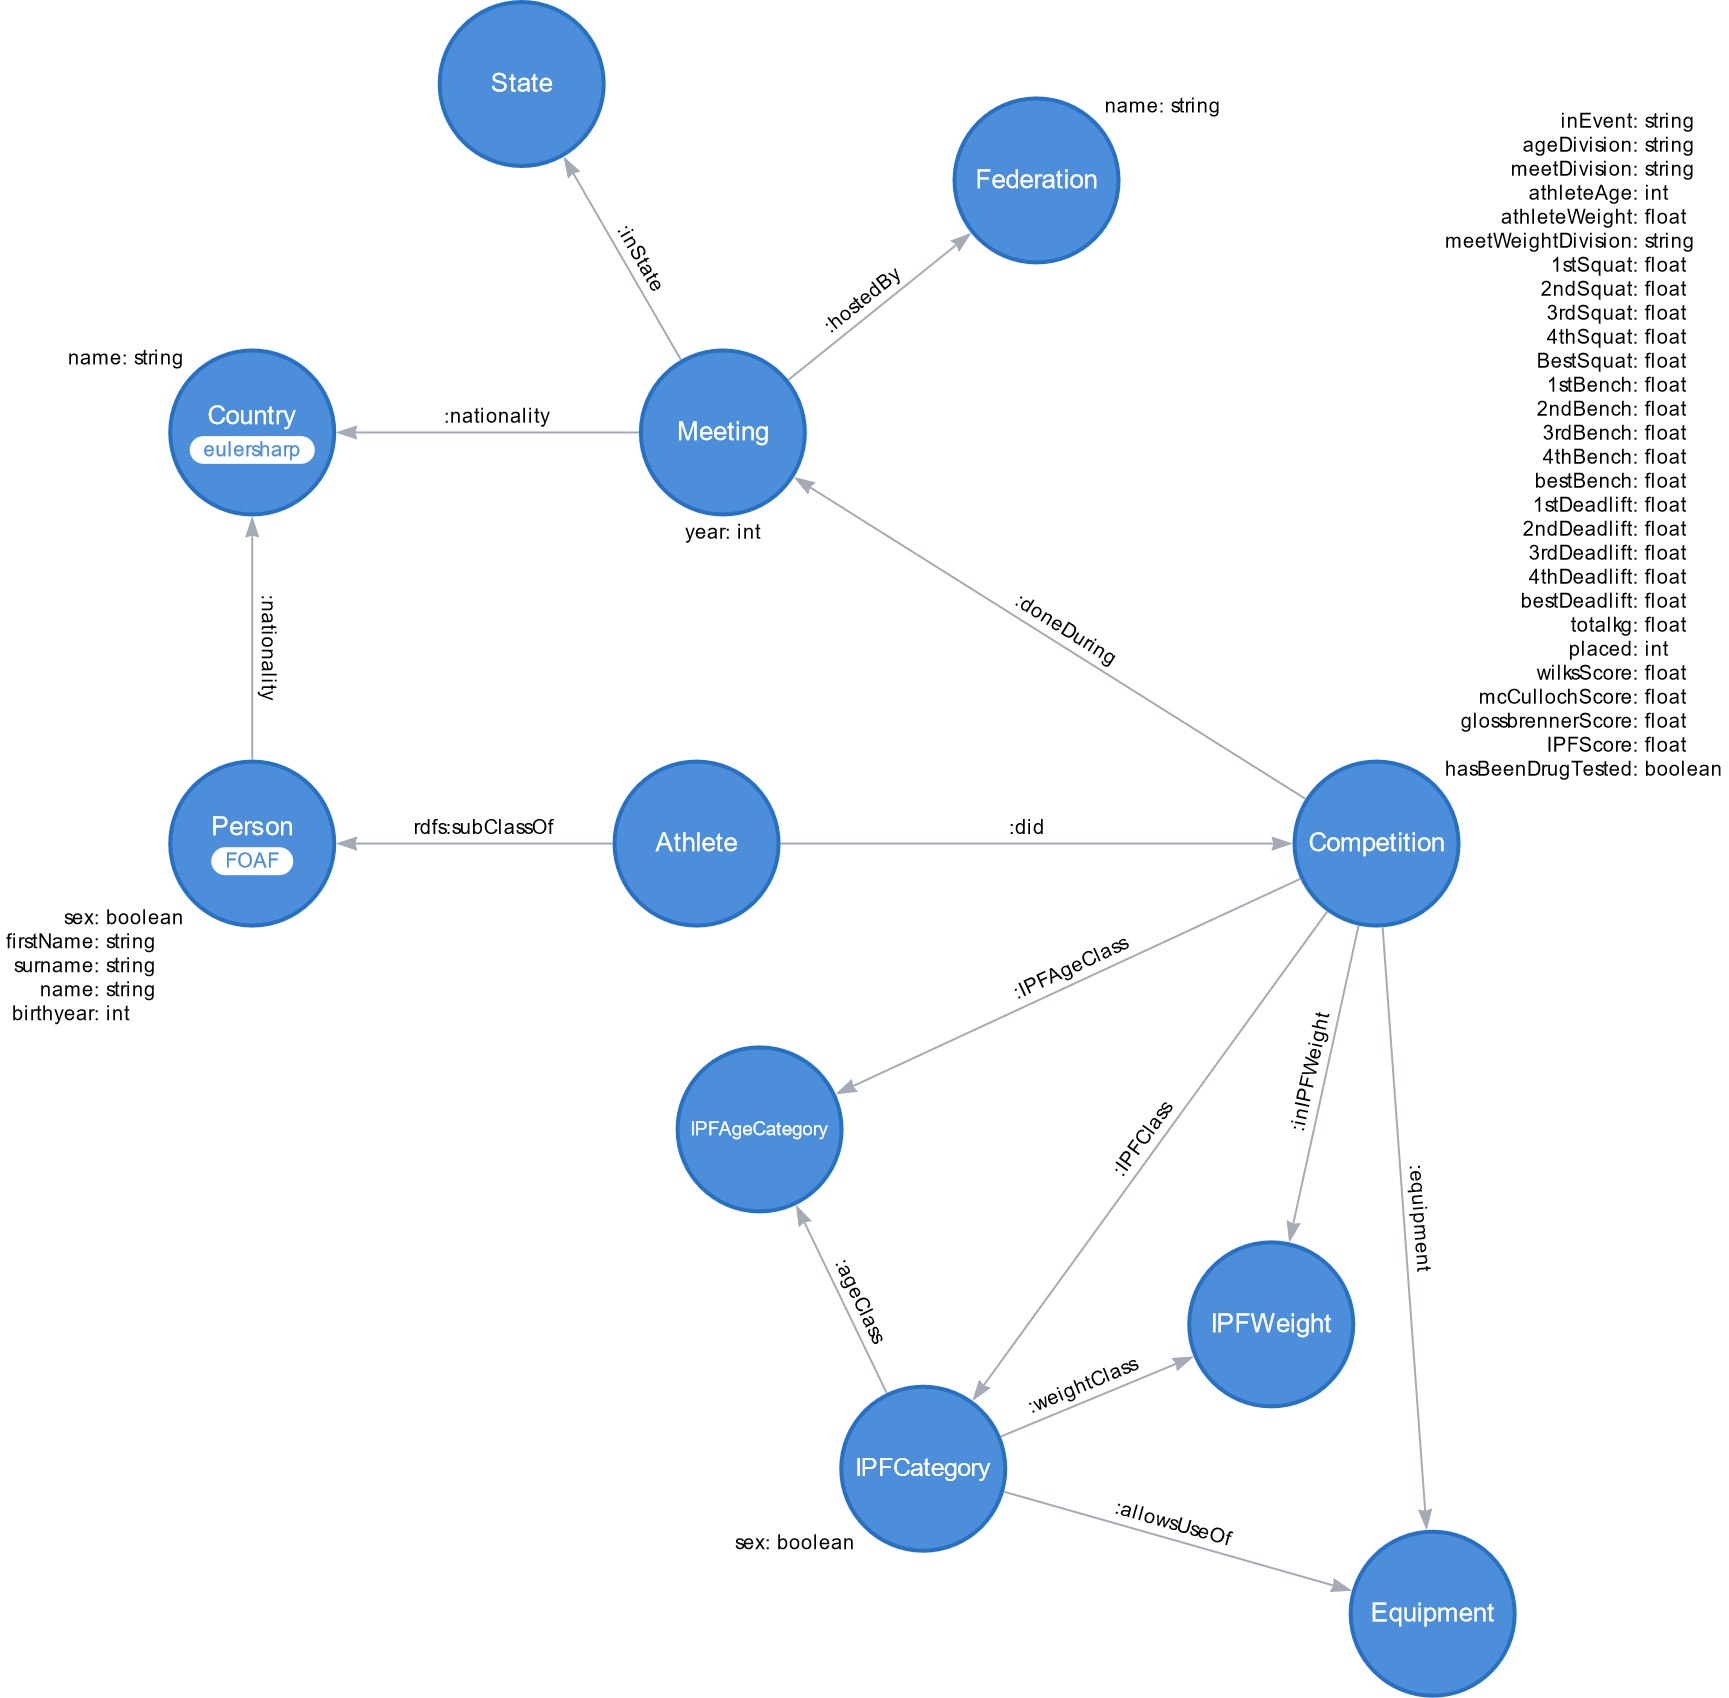 State
name: string
Federation
:inState
:hostedBy
name: string
Country
eulersharp
:nationality
Meeting
year: int
inEvent: string
ageDivision: string
meetDivision: string
athleteAge: int
athleteWeight: float
meetWeightDivision: string
1stSquat: float
2ndSquat: float
3rdSquat: float
4thSquat: float
BestSquat: float
1stBench: float
2ndBench: float
3rdBench: float
4thBench: float
bestBench: float
1stDeadlift: float
2ndDeadlift: float
3rdDeadlift: float
4thDeadlift: float
bestDeadlift: float
totalkg: float
placed: int
wilksScore: float
mcCullochScore: float
glossbrennerScore: float
IPFScore: float
hasBeenDrugTested: boolean
:nationality
:doneDuring
Person
FOAF
rdfs:subClassOf
Athlete
:did
Competition
sex: boolean
firstName: string
surname: string
name: string
birthyear: int
:IPFAgeClass
:inIPFWeight
:IPFClass
IPFAgeCategory
:equipment
:ageClass
IPFWeight
:weightClass
IPFCategory
sex: boolean
:allowsUseOf
Equipment